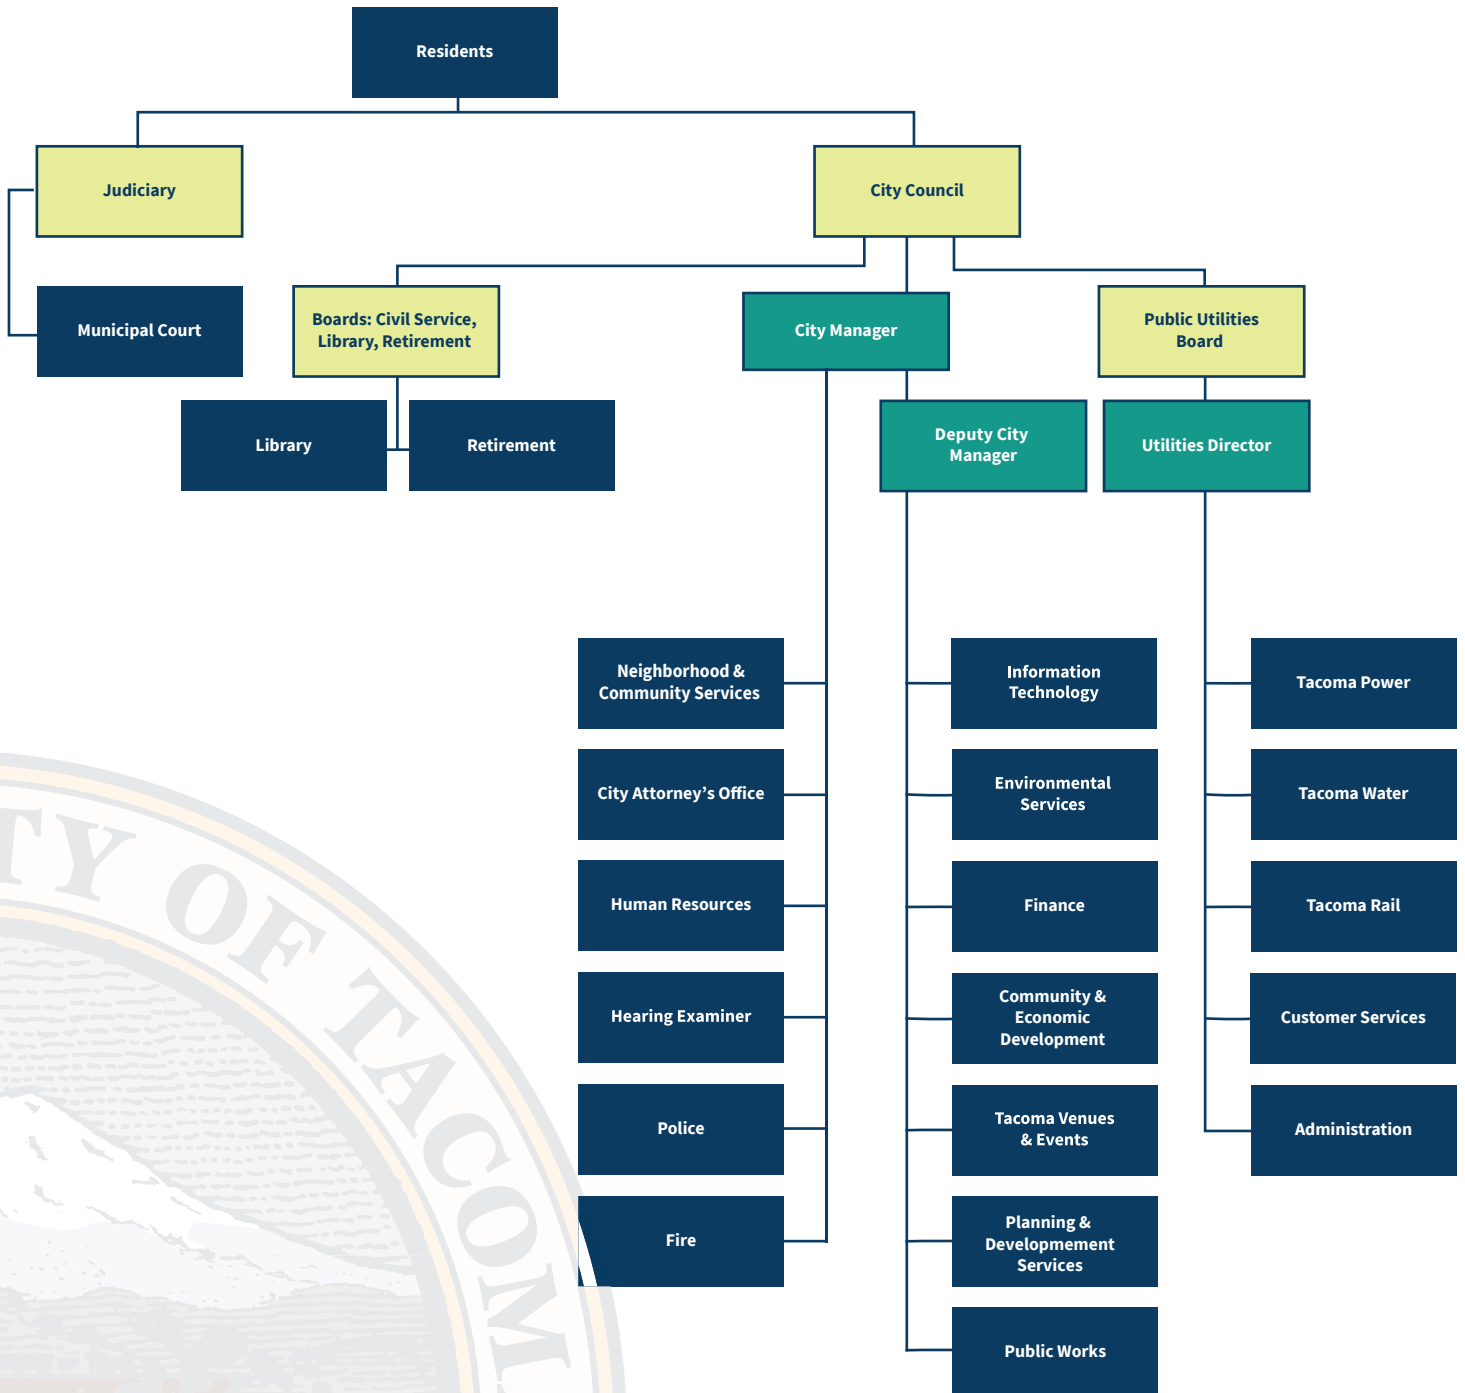 Residents
Judiciary
City Council
Municipal Court
Boards: Civil Service,
Library, Retirement
City Manager
Public Utilities
Board
Library
Retirement
Deputy City
Manager
Utilities Director
Neighborhood &
Community Services
City Attorney’s Office
Human Resources
Hearing Examiner
Police
Fire
Information
Technology
Environmental
Services
Finance
Community &
Economic
Development
Tacoma Venues
& Events
Planning &
Developmement
Services
Public Works
Tacoma Power
Tacoma Water
Tacoma Rail
Customer Services
Administration
TY OF TACOM